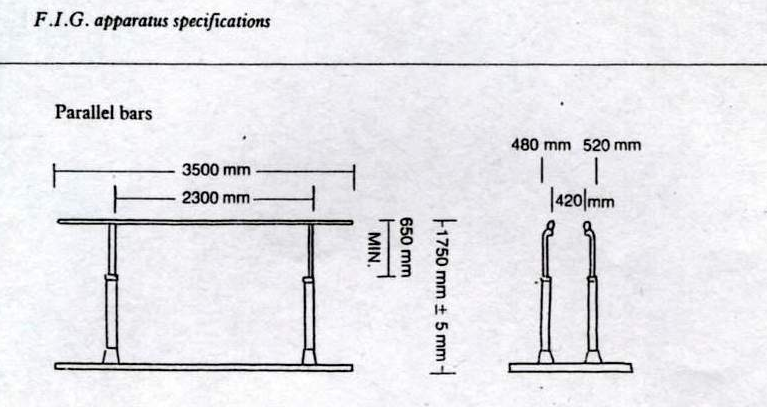 F.I.G. apparatus specifications
Parallel bars
480 mm 520 mm
3500 mm
2300 mm
420 mm
650 mm
MIN.
1750 mm ± 5 mm